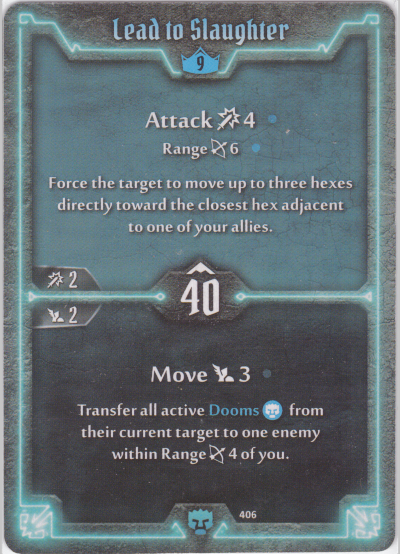 Lead to Slaughter
9
Attack 4
Range 6
Force the target to move up to three hexes
directly toward the closest hex adjacent
to one of your allies.
2
40
2
Move 3
Transfer all active Dooms from
their current target to one enemy
within Range 4 of you.
406